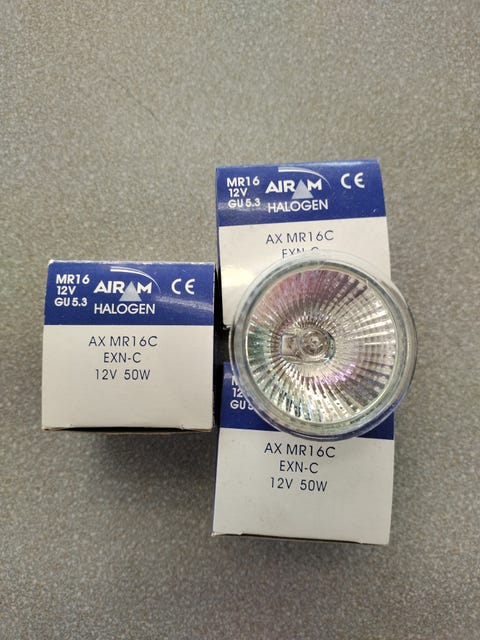 MR16
12V
GU 5.3
AIRAM
HALOGEN
CE
AX MR16C
EXN-C
12V 50W
MR16
12V
GU 5.3
AIRAM
HALOGEN
CE
AX MR16C
EXN-C
AX MR16C
EXN-C
12V 50W